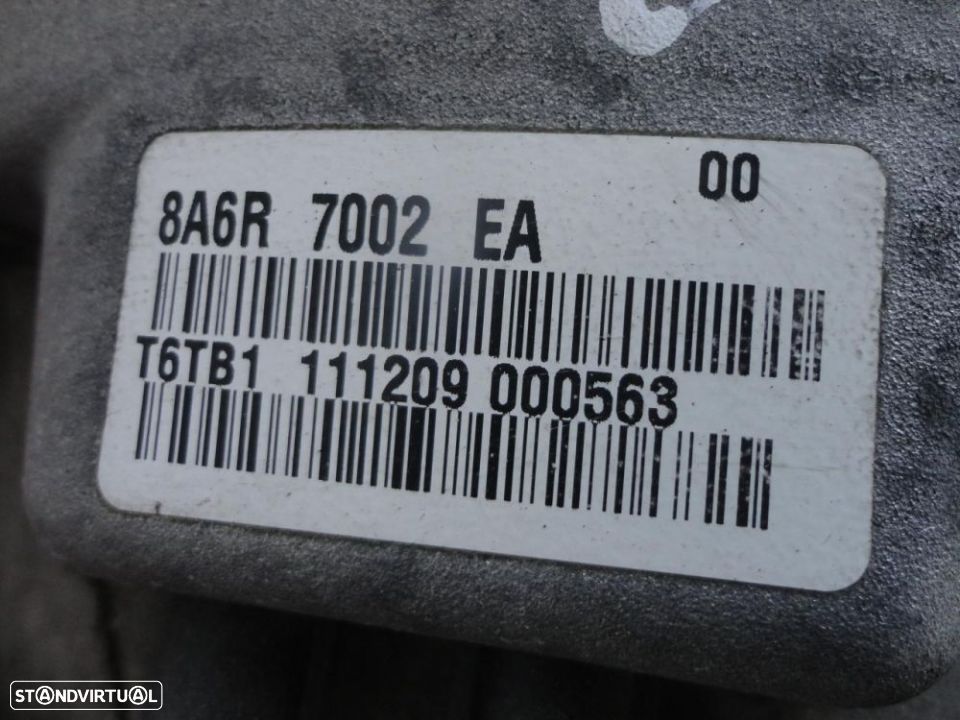 00
8A6R 7002 EA
T6TB1 111209 000563
STANDVIRTUAL